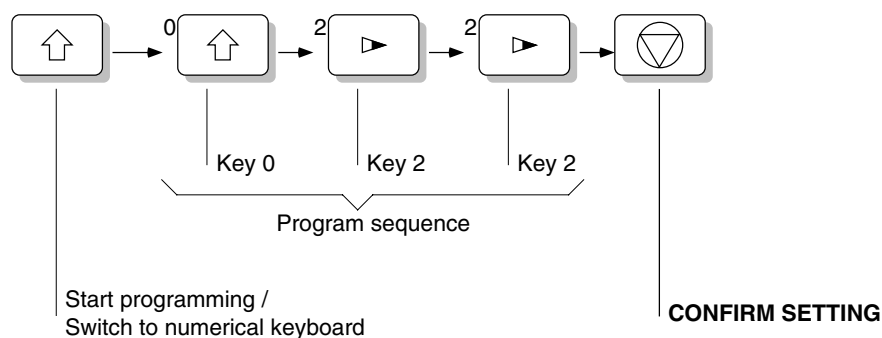 0 2 2
Key 0 Key 2 Key 2
Program sequence
Start programming /
Switch to numerical keyboard
CONFIRM SETTING